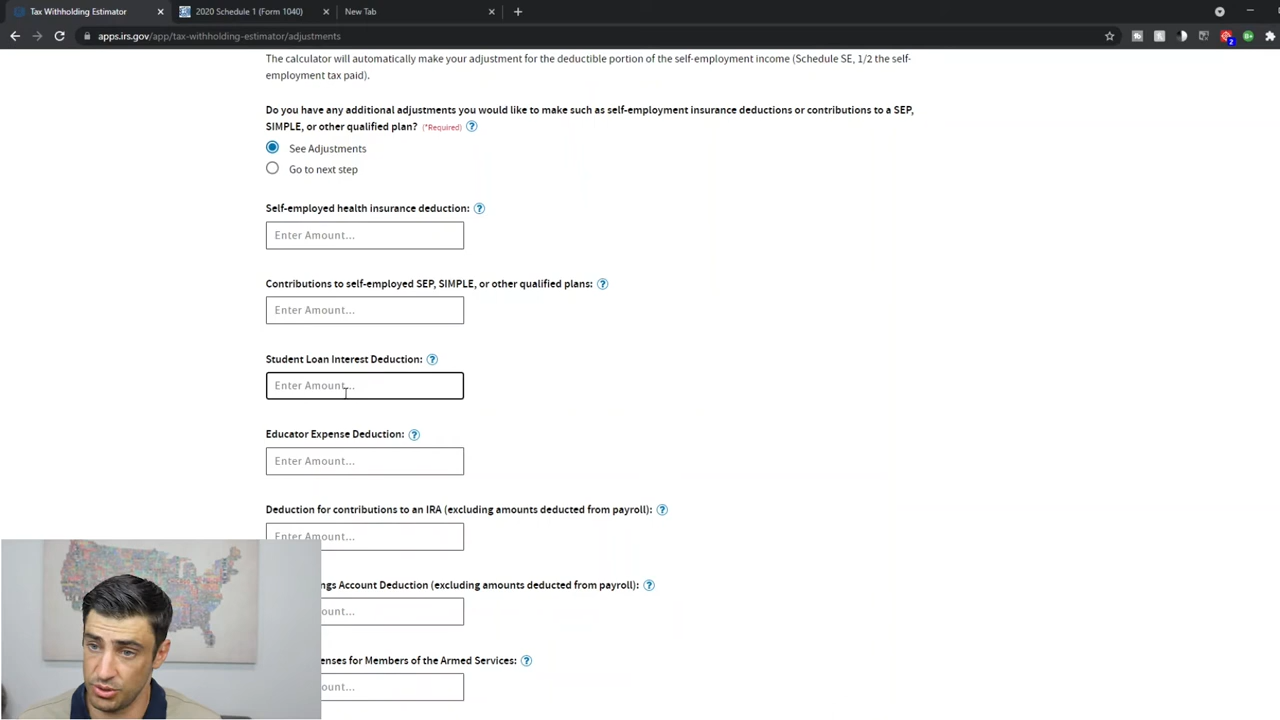 Tax Withholding Estimator
2020 Schedule 1 (Form 1040)
New Tab
apps.irs.gov/app/tax-withholding-estimator/adjustments
2
The calculator will automatically make your adjustment for the deductible portion of the self-employment income (Schedule SE, 1/2 the self-
employment tax paid).
Do you have any additional adjustments you would like to make such as self-employment insurance deductions or contributions to a SEP,
SIMPLE, or other qualified plan? (*Required) ?
See Adjustments
Go to next step
Self-employed health insurance deduction: ?
Enter Amount...
Contributions to self-employed SEP, SIMPLE, or other qualified plans: ?
Enter Amount...
Student Loan Interest Deduction: ?
Enter Amount...
Educator Expense Deduction: ?
Enter Amount...
Deduction for contributions to an IRA (excluding amounts deducted from payroll): ?
Enter Amount...
ngs Account Deduction (excluding amounts deducted from payroll): ?
ount...
enses for Members of the Armed Services: ?
ount...